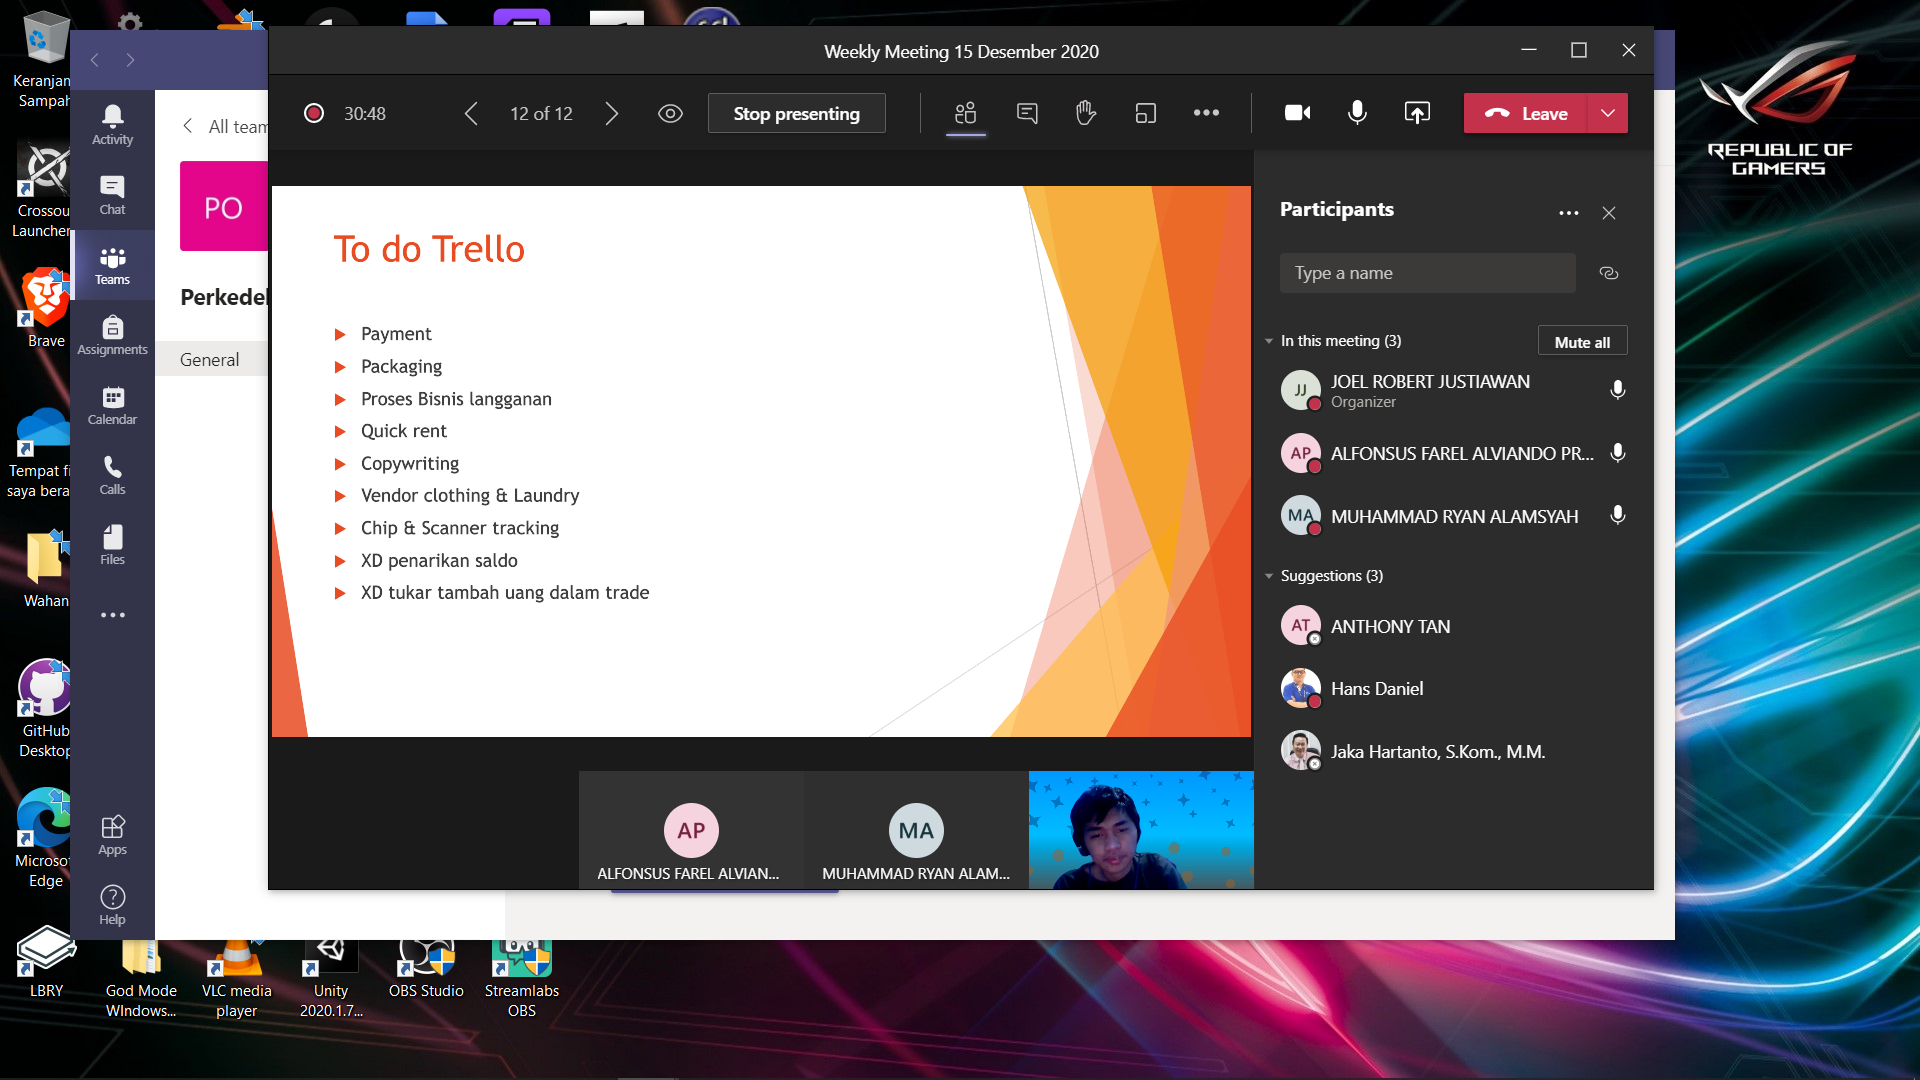 Weekly Meeting 15 Desember 2020
30:48
12 of 12
Stop presenting
Leave
REPUBLIC OF
GAMERS
Keranjan
Sampah
Crossou
Launcher
Brave
Tempat fi
saya bera
Wahan
GitHub
Desktop
Microsof
Edge
LBRY
God Mode
WIndows...
VLC media
player
Unity
2020.1.7...
OBS Studio
Streamlabs
OBS
Activity
Chat
Teams
Assignments
Calendar
Calls
Files
Apps
Help
All team
PO
Perkedel
General
To do Trello
Payment
Packaging
Proses Bisnis langganan
Quick rent
Copywriting
Vendor clothing & Laundry
Chip & Scanner tracking
XD penarikan saldo
XD tukar tambah uang dalam trade
AP
ALFONSUS FAREL ALVIAN...
MA
MUHAMMAD RYAN ALAM...
Participants
Type a name
In this meeting (3)
Mute all
JJ
JOEL ROBERT JUSTIAWAN
Organizer
AP
ALFONSUS FAREL ALVIANDO PR...
MA
MUHAMMAD RYAN ALAMSYAH
Suggestions (3)
AT
ANTHONY TAN
Hans Daniel
Jaka Hartanto, S.Kom., M.M.